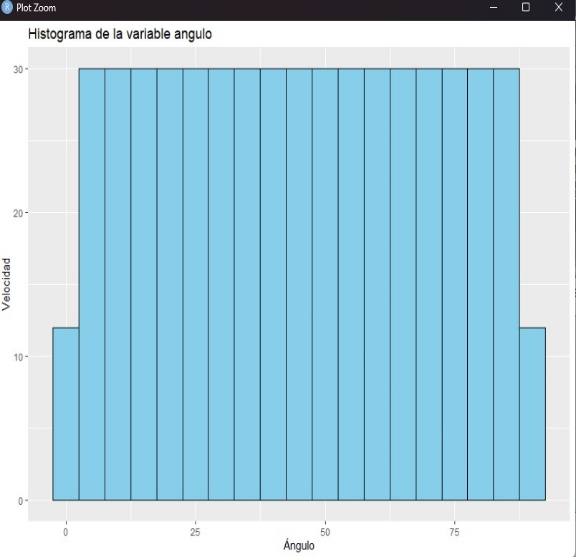 R Plot Zoom
Histograma de la variable angulo
30
20
10
0
Velocidad
0 25 50 75
Ángulo